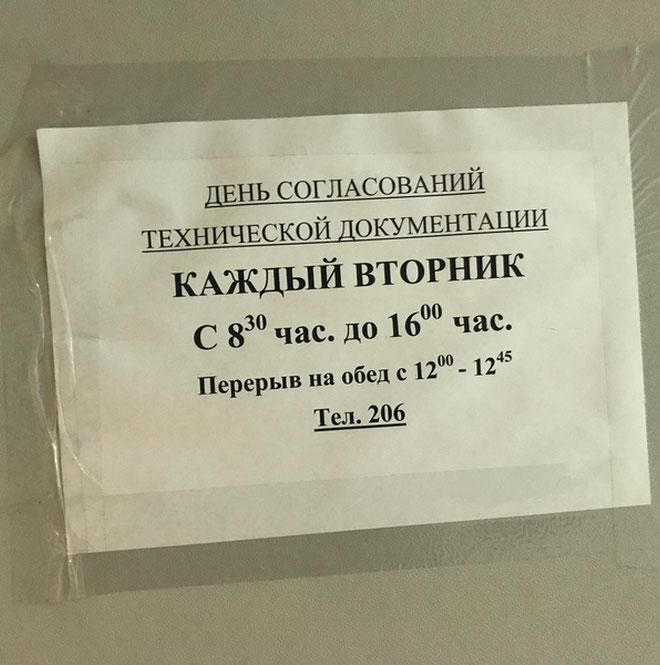 ДЕНЬ СОГЛАСОВАНИЙ
ТЕХНИЧЕСКОЙ ДОКУМЕНТАЦИИ
КАЖДЫЙ ВТОРНИК
С 8³⁰ час. до 16⁰⁰ час.
Перерыв на обед с 12⁰⁰ - 12⁴⁵
Тел. 206